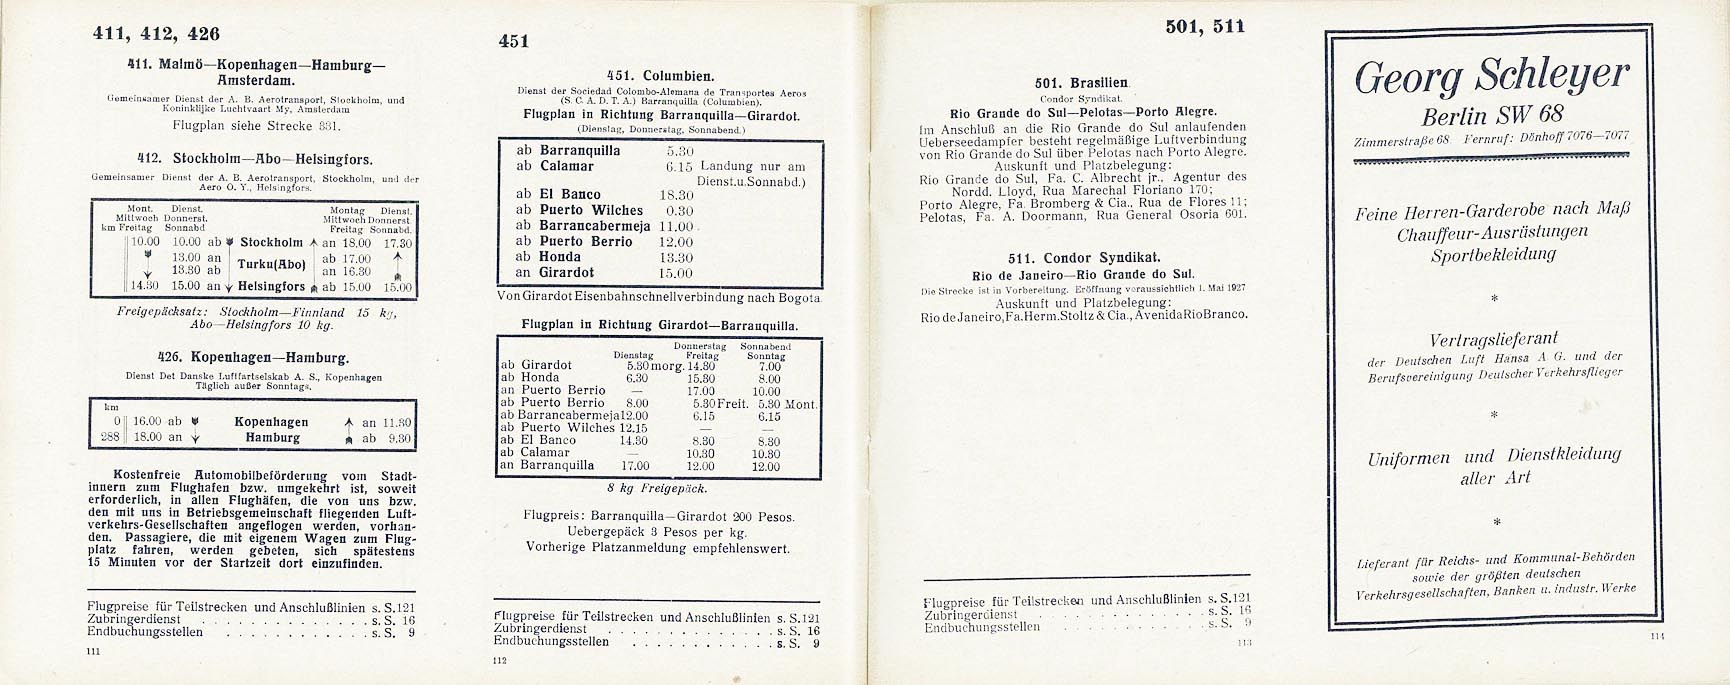 411, 412, 426
411. Malmö—Kopenhagen—Hamburg—
Amsterdam.
Gemeinsamer Dienst der A. B. Aerotransport, Stockholm, und
Koninklijke Luchtvaart My, Amsterdam
Flugplan siehe Strecke 331.
412. Stockholm—Abo—Helsingfors.
Gemeinsamer Dienst der A. B. Aerotransport, Stockholm, und der
Aero O. Y., Helsingfors.
Mont. Dienst. Montag Dienst.
Mittwoch Donnerst. Mittwoch Donnerst
km Freitag Sonnabd Freitag Sonnabd.
10.00 10.00 ab Stockholm an 18.00 17.30
13.00 an Turku(Abo) ab 17.00
13.30 ab an 16.30
14.30 15.00 an Helsingfors ab 15.00 15.00
Freigepäcksatz: Stockholm—Finnland 15 kg,
Abo—Helsingfors 10 kg.
426. Kopenhagen—Hamburg.
Dienst Det Danske Luftfartselskab A. S., Kopenhagen
Täglich außer Sonntags.
km
0 16.00 ab Kopenhagen an 11.30
288 18.00 an Hamburg ab 9.30
Kostenfreie Automobilbeförderung vom Stadt-
innern zum Flughafen bzw. umgekehrt ist, soweit
erforderlich, in allen Flughäfen, die von uns bzw.
den mit uns in Betriebsgemeinschaft fliegenden Luft-
verkehrs-Gesellschaften angeflogen werden, vorhan-
den. Passagiere, die mit eigenem Wagen zum Flug-
platz fahren, werden gebeten, sich spätestens
15 Minuten vor der Startzeit dort einzufinden.
Flugpreise für Teilstrecken und Anschlußlinien s. S.121
Zubringerdienst . . . . . . . . . . . . . . s. S. 16
Endbuchungsstellen . . . . . . . . . . . . s. S. 9
111
451
451. Columbien.
Dienst der Sociedad Colombo-Alemana de Transportes Aeros
(S. C. A. D. T. A.) Barranquilla (Columbien).
Flugplan in Richtung Barranquilla—Girardot.
(Dienstag, Donnerstag, Sonnabend.)
ab Barranquilla 5.30
ab Calamar 6.15 Landung nur am
Dienst.u.Sonnabd.)
ab El Banco 18.30
ab Puerto Wilches 0.30
ab Barrancabermeja 11.00
ab Puerto Berrio 12.00
ab Honda 13.30
an Girardot 15.00
Von Girardot Eisenbahnschnellverbindung nach Bogota.
Flugplan in Richtung Girardot—Barranquilla.
Donnerstag Sonnabend
Dienstag Freitag Sonntag
ab Girardot 5.30 morg. 14.30 7.00
ab Honda 6.30 15.30 8.00
an Puerto Berrio — 17.00 10.00
ab Puerto Berrio 8.00 5.30 Freit. 5.30 Mont.
ab Barrancabermeja 12.00 6.15 6.15
ab Puerto Wilches 12.15 — —
ab El Banco 14.30 8.30 8.30
ab Calamar — 10.30 10.30
an Barranquilla 17.00 12.00 12.00
8 kg Freigepäck.
Flugpreis: Barranquilla—Girardot 200 Pesos.
Uebergepäck 3 Pesos per kg.
Vorherige Platzanmeldung empfehlenswert.
Flugpreise für Teilstrecken und Anschlußlinien s. S.121
Zubringerdienst . . . . . . . . . . . . . . s. S. 16
Endbuchungsstellen . . . . . . . . . . . . s. S. 9
112
501, 511
501. Brasilien.
Condor Syndikat.
Rio Grande do Sul—Pelotas—Porto Alegre.
Im Anschluß an die Rio Grande do Sul anlaufenden
Ueberseedampfer besteht regelmäßige Luftverbindung
von Rio Grande do Sul über Pelotas nach Porto Alegre.
Auskunft und Platzbelegung:
Rio Grande do Sul, Fa. C. Albrecht jr., Agentur des
Nordd. Lloyd, Rua Marechal Floriano 170;
Porto Alegre, Fa. Bromberg & Cia., Rua de Flores 11;
Pelotas, Fa. A. Doormann, Rua General Osoria 601.
511. Condor Syndikat.
Rio de Janeiro—Rio Grande do Sul.
Die Strecke ist in Vorbereitung. Eröffnung voraussichtlich 1. Mai 1927
Auskunft und Platzbelegung:
Rio de Janeiro, Fa. Herm. Stoltz & Cia., Avenida Rio Branco.
Flugpreise für Teilstrecken und Anschlußlinien s. S.121
Zubringerdienst . . . . . . . . . . . . . . s. S. 16
Endbuchungsstellen . . . . . . . . . . . . s. S. 9
113
Georg Schleyer
Berlin SW 68
Zimmerstraße 68 Fernruf: Dönhoff 7076—7077
Feine Herren-Garderobe nach Maß
Chauffeur-Ausrüstungen
Sportbekleidung
*
Vertragslieferant
der Deutschen Luft Hansa A G. und der
Berufsvereinigung Deutscher Verkehrsflieger
*
Uniformen und Dienstkleidung
aller Art
*
Lieferant für Reichs- und Kommunal-Behörden
sowie der größten deutschen
Verkehrsgesellschaften, Banken u. industr. Werke
114